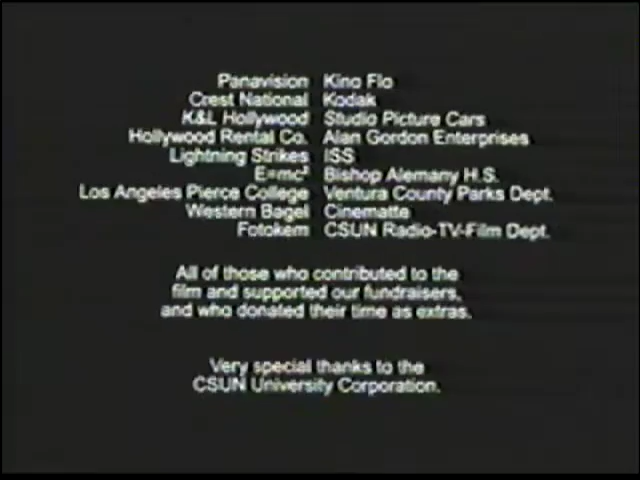 Panavision Kino Flo
Crest National Kodak
K&L Hollywood Studio Picture Cars
Hollywood Rental Co. Alan Gordon Enterprises
Lightning Strikes ISS
E=mc² Bishop Alemany H.S.
Los Angeles Pierce College Ventura County Parks Dept.
Western Bagel Cinematte
Fotokem CSUN Radio-TV-Film Dept.
All of those who contributed to the
film and supported our fundraisers,
and who donated their time as extras.
Very special thanks to the
CSUN University Corporation.